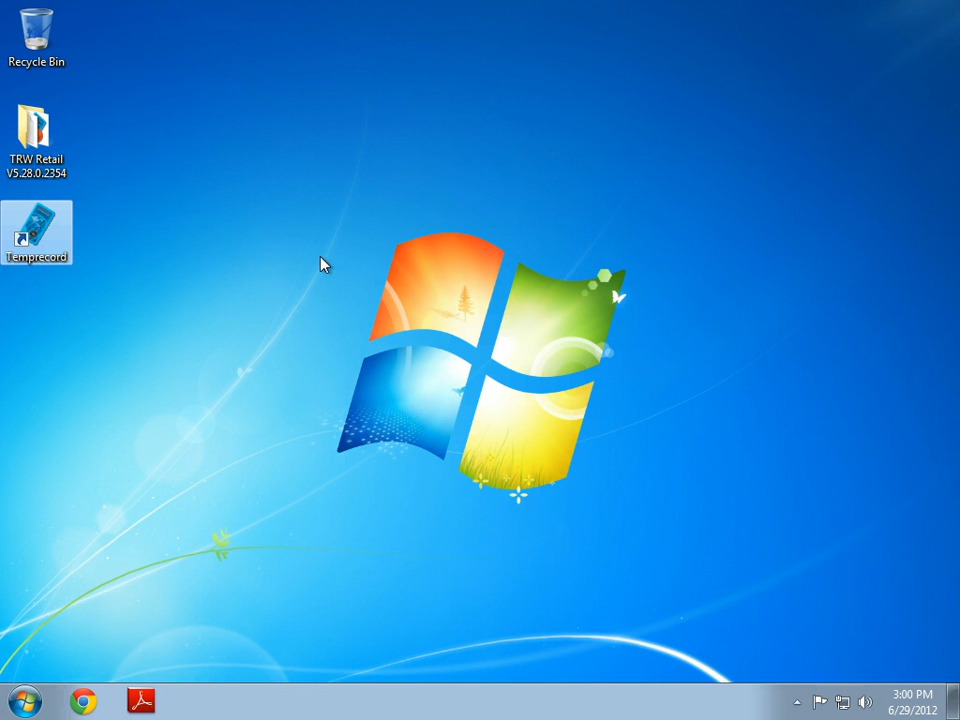 Recycle Bin
TRW Retail
V5.28.0.2354
Temprecord
3:00 PM
6/29/2012